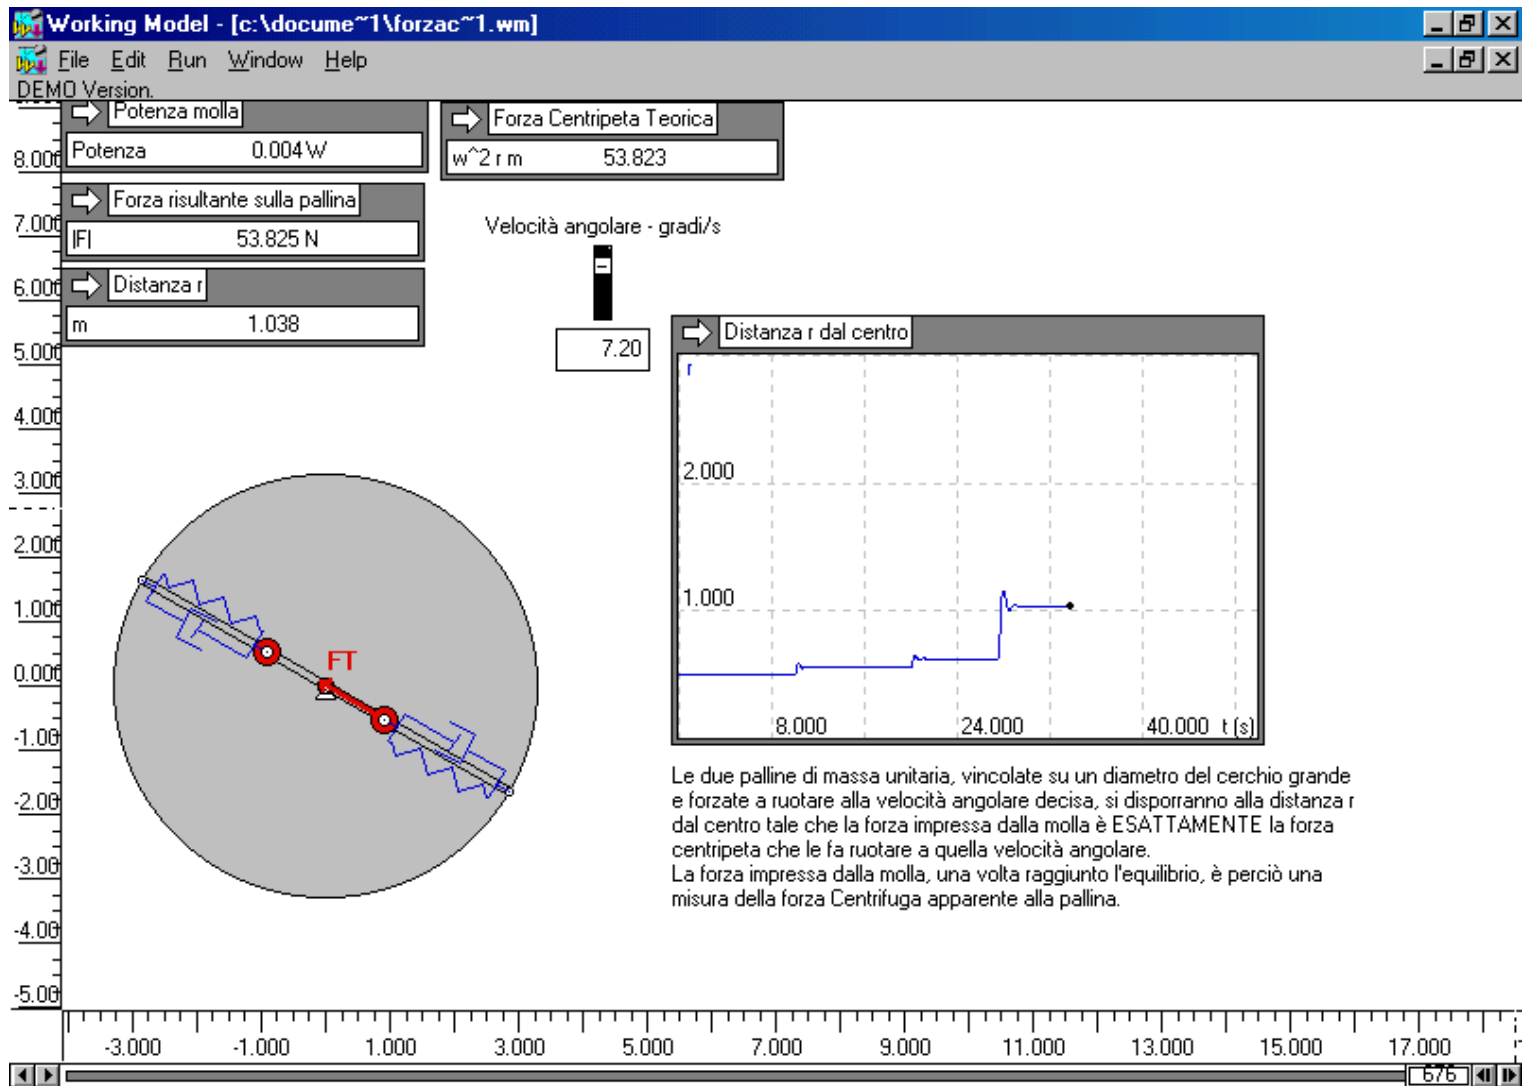 Working Model - [c:\docume~1\forzac~1.wm]
File Edit Run Window Help
DEMO Version.
Potenza molla
Potenza 0.004 W
Forza Centripeta Teorica
w^2 r m 53.823
Forza risultante sulla pallina
|F| 53.825 N
Distanza r
m 1.038
Velocità angolare - gradi/s
7.20
Distanza r dal centro
r
2.000
1.000
8.000 24.000 40.000 t (s)
FT
Le due palline di massa unitaria, vincolate su un diametro del cerchio grande
e forzate a ruotare alla velocità angolare decisa, si disporranno alla distanza r
dal centro tale che la forza impressa dalla molla è ESATTAMENTE la forza
centripeta che le fa ruotare a quella velocità angolare.
La forza impressa dalla molla, una volta raggiunto l'equilibrio, è perciò una
misura della forza Centrifuga apparente alla pallina.
8.000
7.000
6.000
5.000
4.000
3.000
2.000
1.000
0.000
-1.00
-2.00
-3.00
-4.00
-5.00
-3.000 -1.000 1.000 3.000 5.000 7.000 9.000 11.000 13.000 15.000 17.000
676